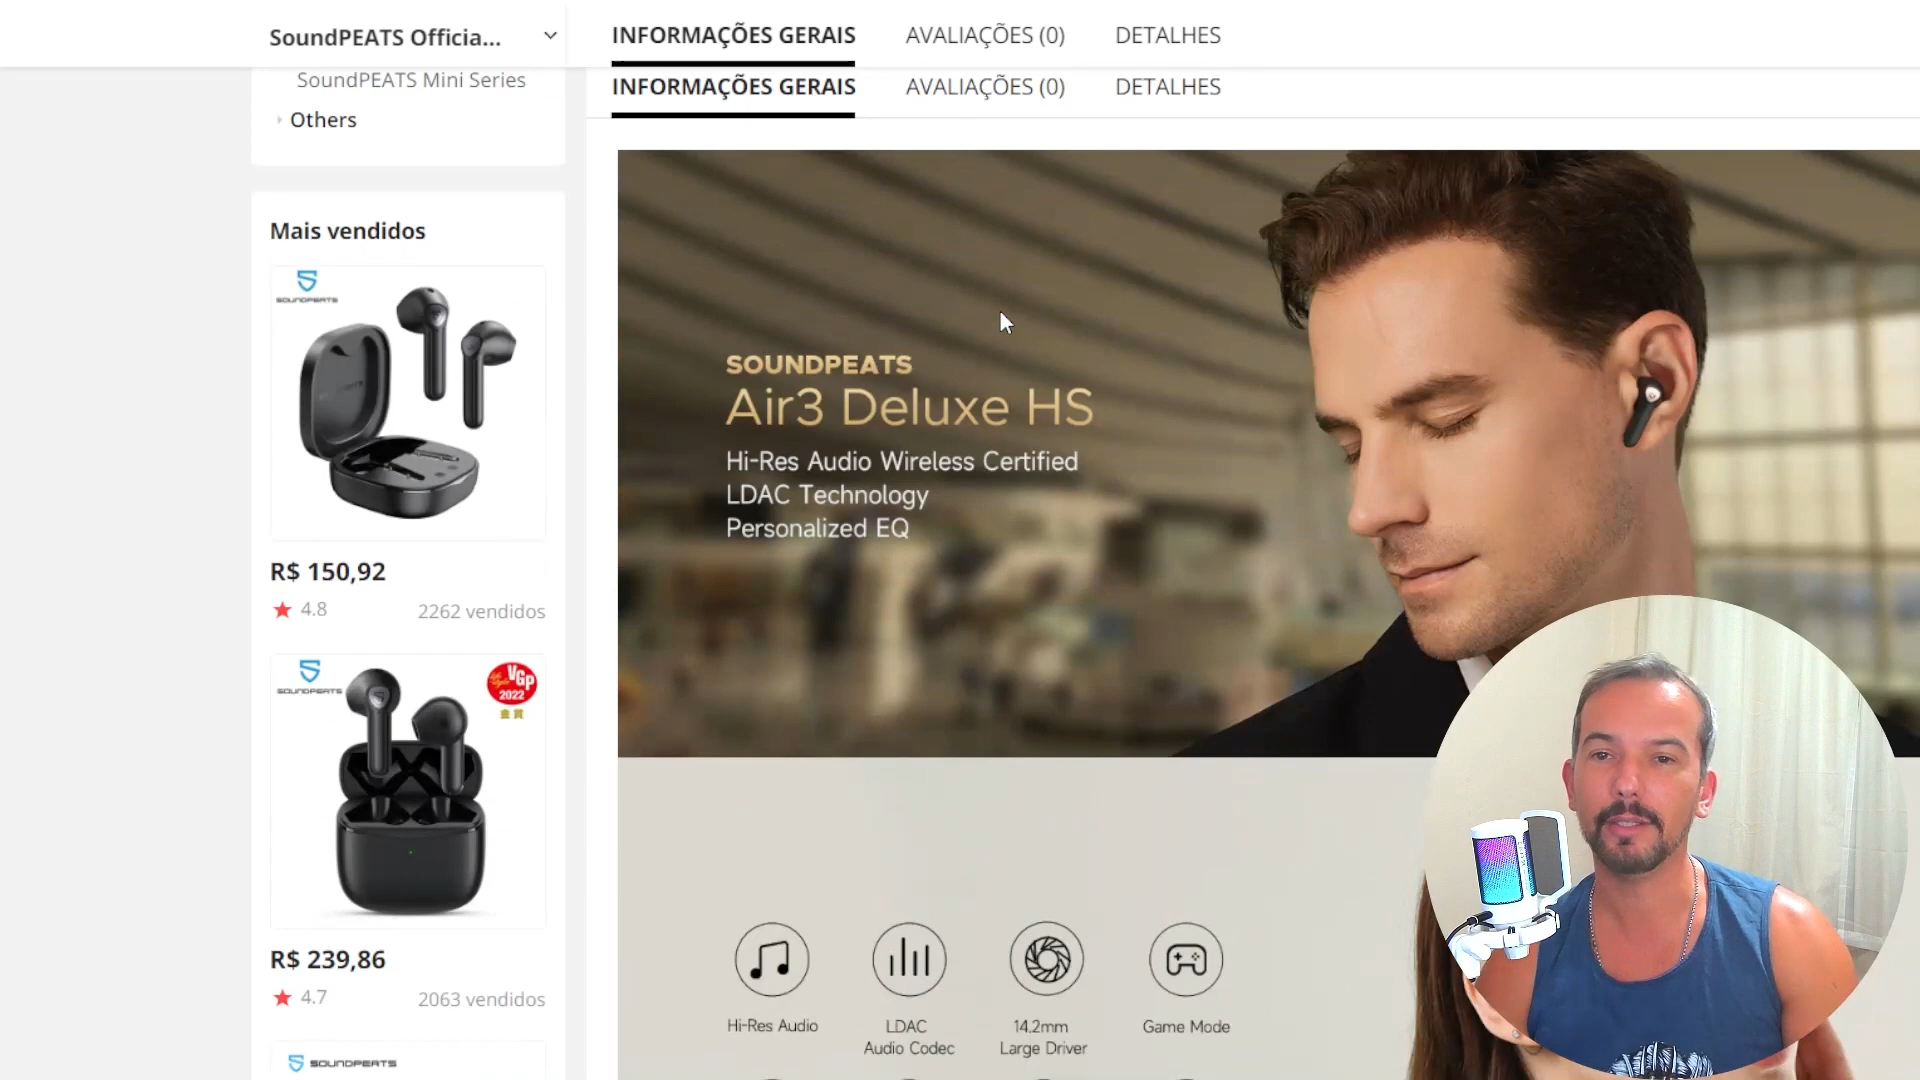 SoundPEATS Officia...
INFORMAÇÕES GERAIS
AVALIAÇÕES (0)
DETALHES
SoundPEATS Mini Series
INFORMAÇÕES GERAIS
AVALIAÇÕES (0)
DETALHES
Others
Mais vendidos
SOUNDPEATS
R$ 150,92
4.8
2262 vendidos
SOUNDPEATS
VGP
2022
R$ 239,86
4.7
2063 vendidos
SOUNDPEATS
SOUNDPEATS
Air3 Deluxe HS
Hi-Res Audio Wireless Certified
LDAC Technology
Personalized EQ
Hi-Res Audio
LDAC
Audio Codec
14.2mm
Large Driver
Game Mode